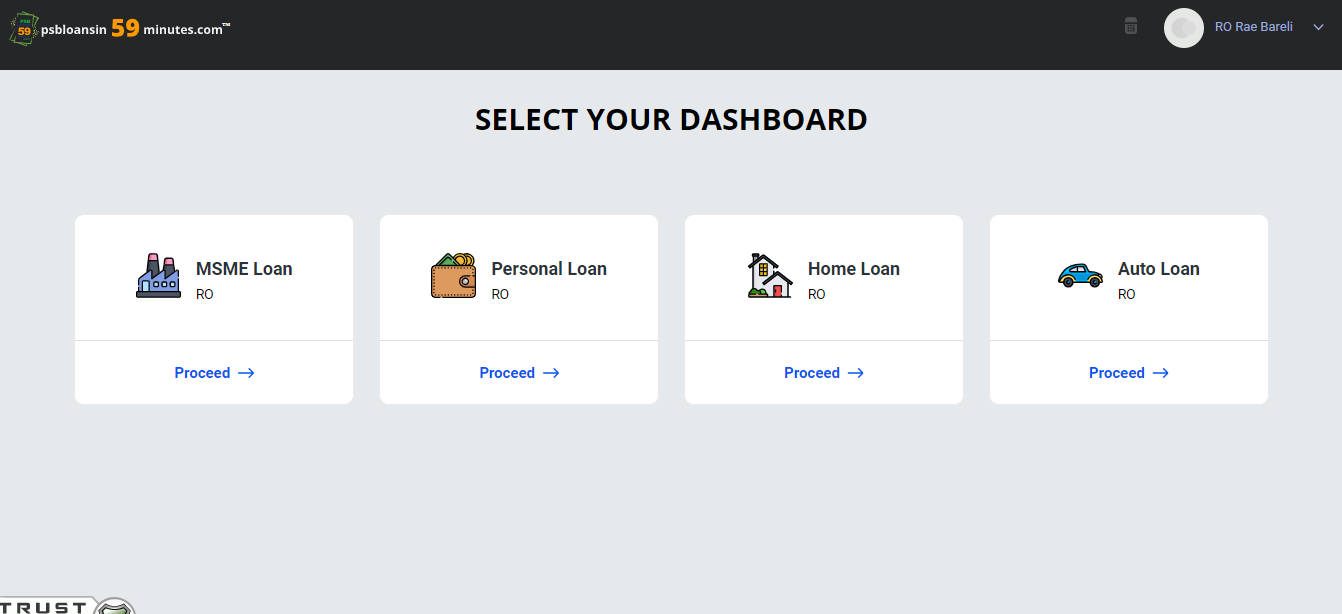 PSB
59
psbloansin 59 minutes.com™
RO Rae Bareli
SELECT YOUR DASHBOARD
MSME Loan
RO
Proceed →
Personal Loan
RO
Proceed →
Home Loan
RO
Proceed →
Auto Loan
RO
Proceed →
TRUST